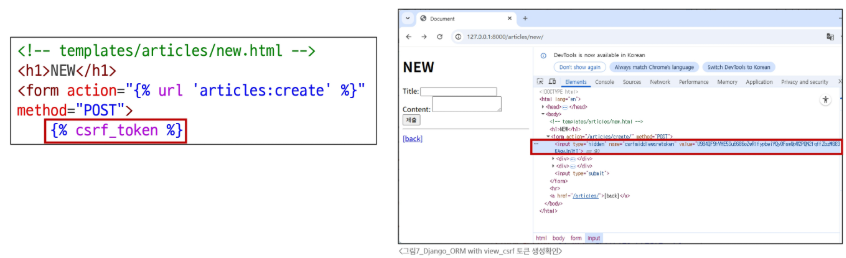 <!-- templates/articles/new.html -->
<h1>NEW</h1>
<form action="{% url 'articles:create' %}"
method="POST">
{% csrf_token %}
Document
127.0.0.1:8000/articles/new/
NEW
Title:
Content:
제출
[back]
DevTools is now available in Korean
Don't show again Always match Chrome's language Switch DevTools to Korean
Elements Console Sources Network Performance Memory Application Privacy and security
<!DOCTYPE html>
<html lang="en">
<head> </head>
<body>
<!-- templates/articles/new.html -->
<h1>NEW</h1>
<form action="/articles/create/" method="POST">
<input type="hidden" name="csrfmiddlewaretoken" value="
<div> </div>
<div> </div>
<input type="submit">
</form>
<hr>
<a href="/articles/">[back]</a>
</body>
</html>
html body form input
<그림7_Django_ORM with view_csrf 토큰 생성확인>